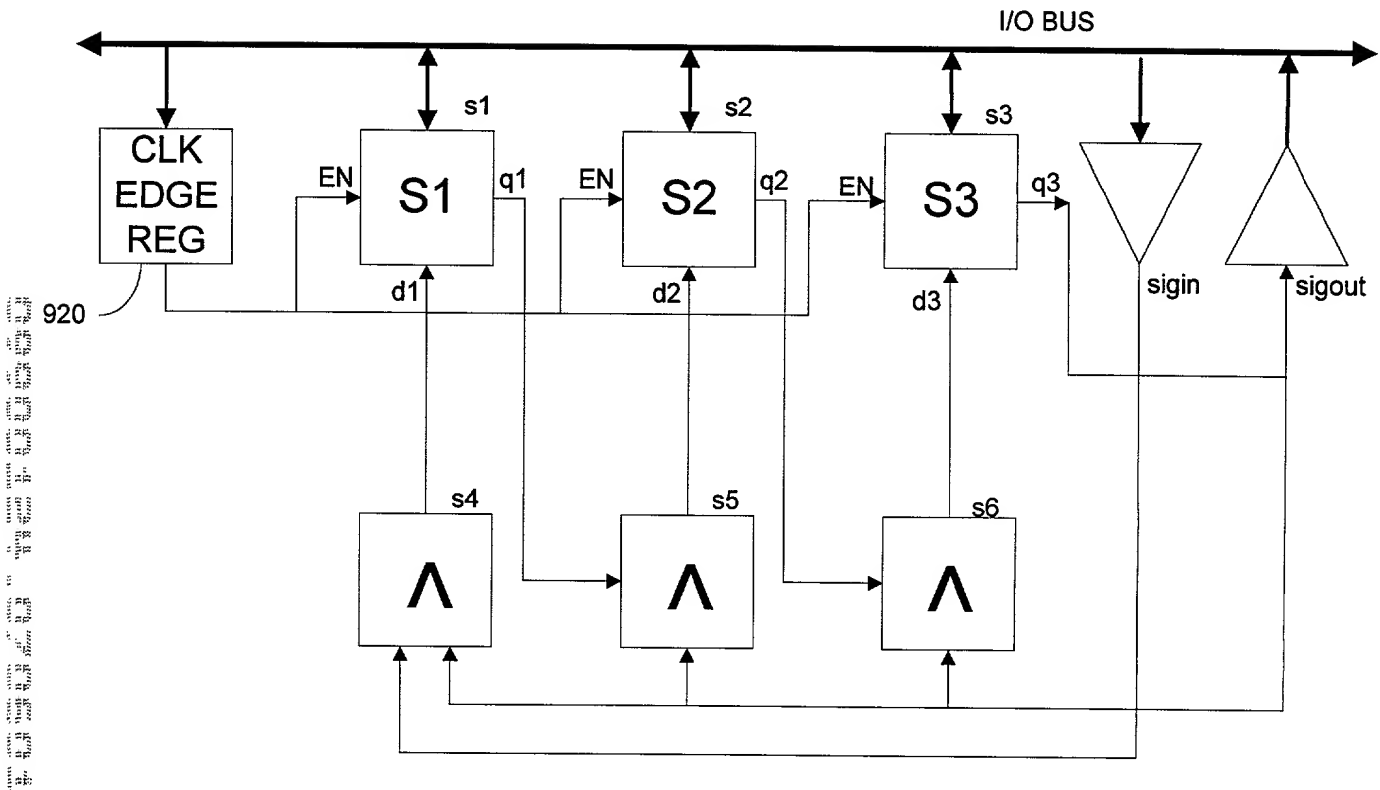 I/O BUS
s1
s2
s3
CLK
EDGE
REG
EN
S1
q1
EN
S2
q2
EN
S3
q3
d1
d2
d3
sigin
sigout
920
s4
s5
s6
Λ
Λ
Λ